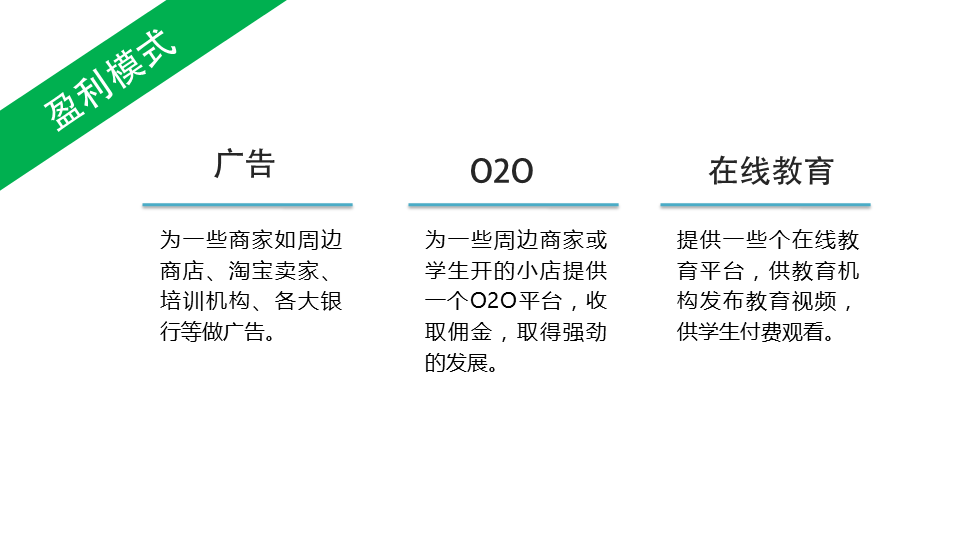 盈利模式
广告
为一些商家如周边
商店、淘宝卖家、
培训机构、各大银
行等做广告。
O2O
为一些周边商家或
学生开的小店提供
一个O2O平台，收
取佣金，取得强劲
的发展。
在线教育
提供一些个在线教
育平台，供教育机
构发布教育视频，
供学生付费观看。